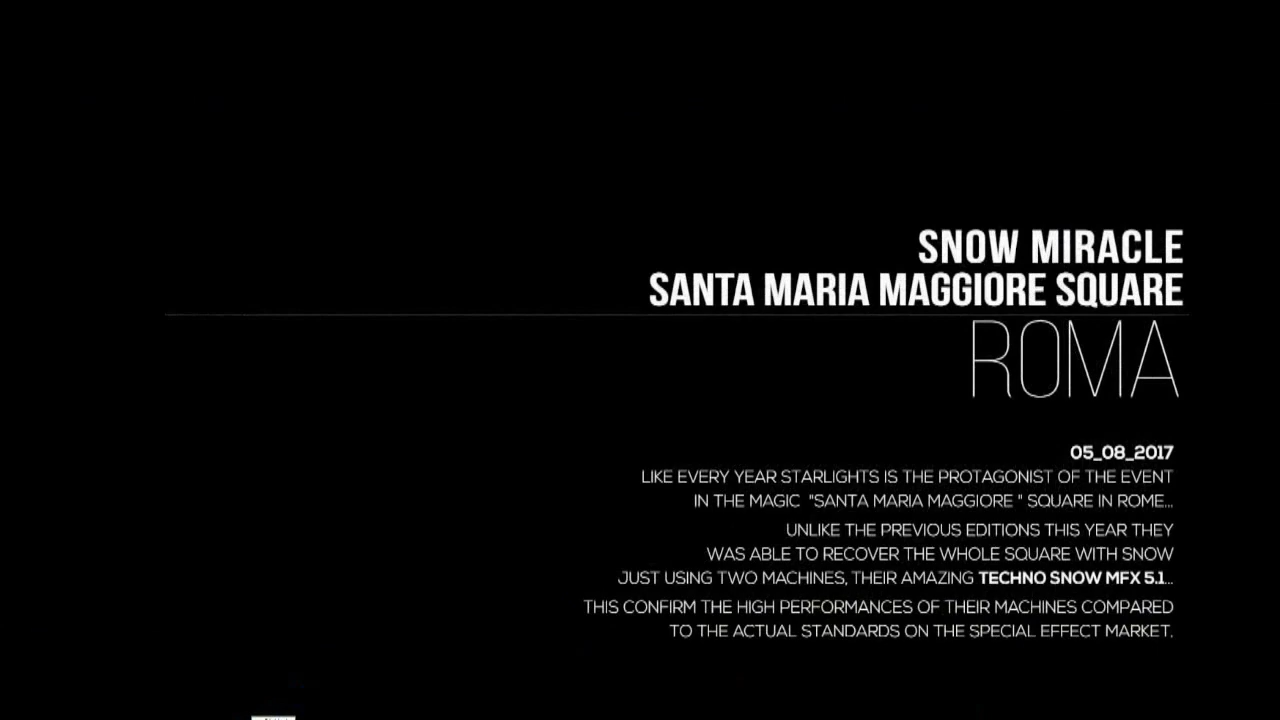 SNOW MIRACLE
SANTA MARIA MAGGIORE SQUARE
ROMA
05_08_2017
LIKE EVERY YEAR STARLIGHTS IS THE PROTAGONIST OF THE EVENT
IN THE MAGIC "SANTA MARIA MAGGIORE " SQUARE IN ROME...
UNLIKE THE PREVIOUS EDITIONS THIS YEAR THEY
WAS ABLE TO RECOVER THE WHOLE SQUARE WITH SNOW
JUST USING TWO MACHINES, THEIR AMAZING TECHNO SNOW MFX 5.1...
THIS CONFIRM THE HIGH PERFORMANCES OF THEIR MACHINES COMPARED
TO THE ACTUAL STANDARDS ON THE SPECIAL EFFECT MARKET.